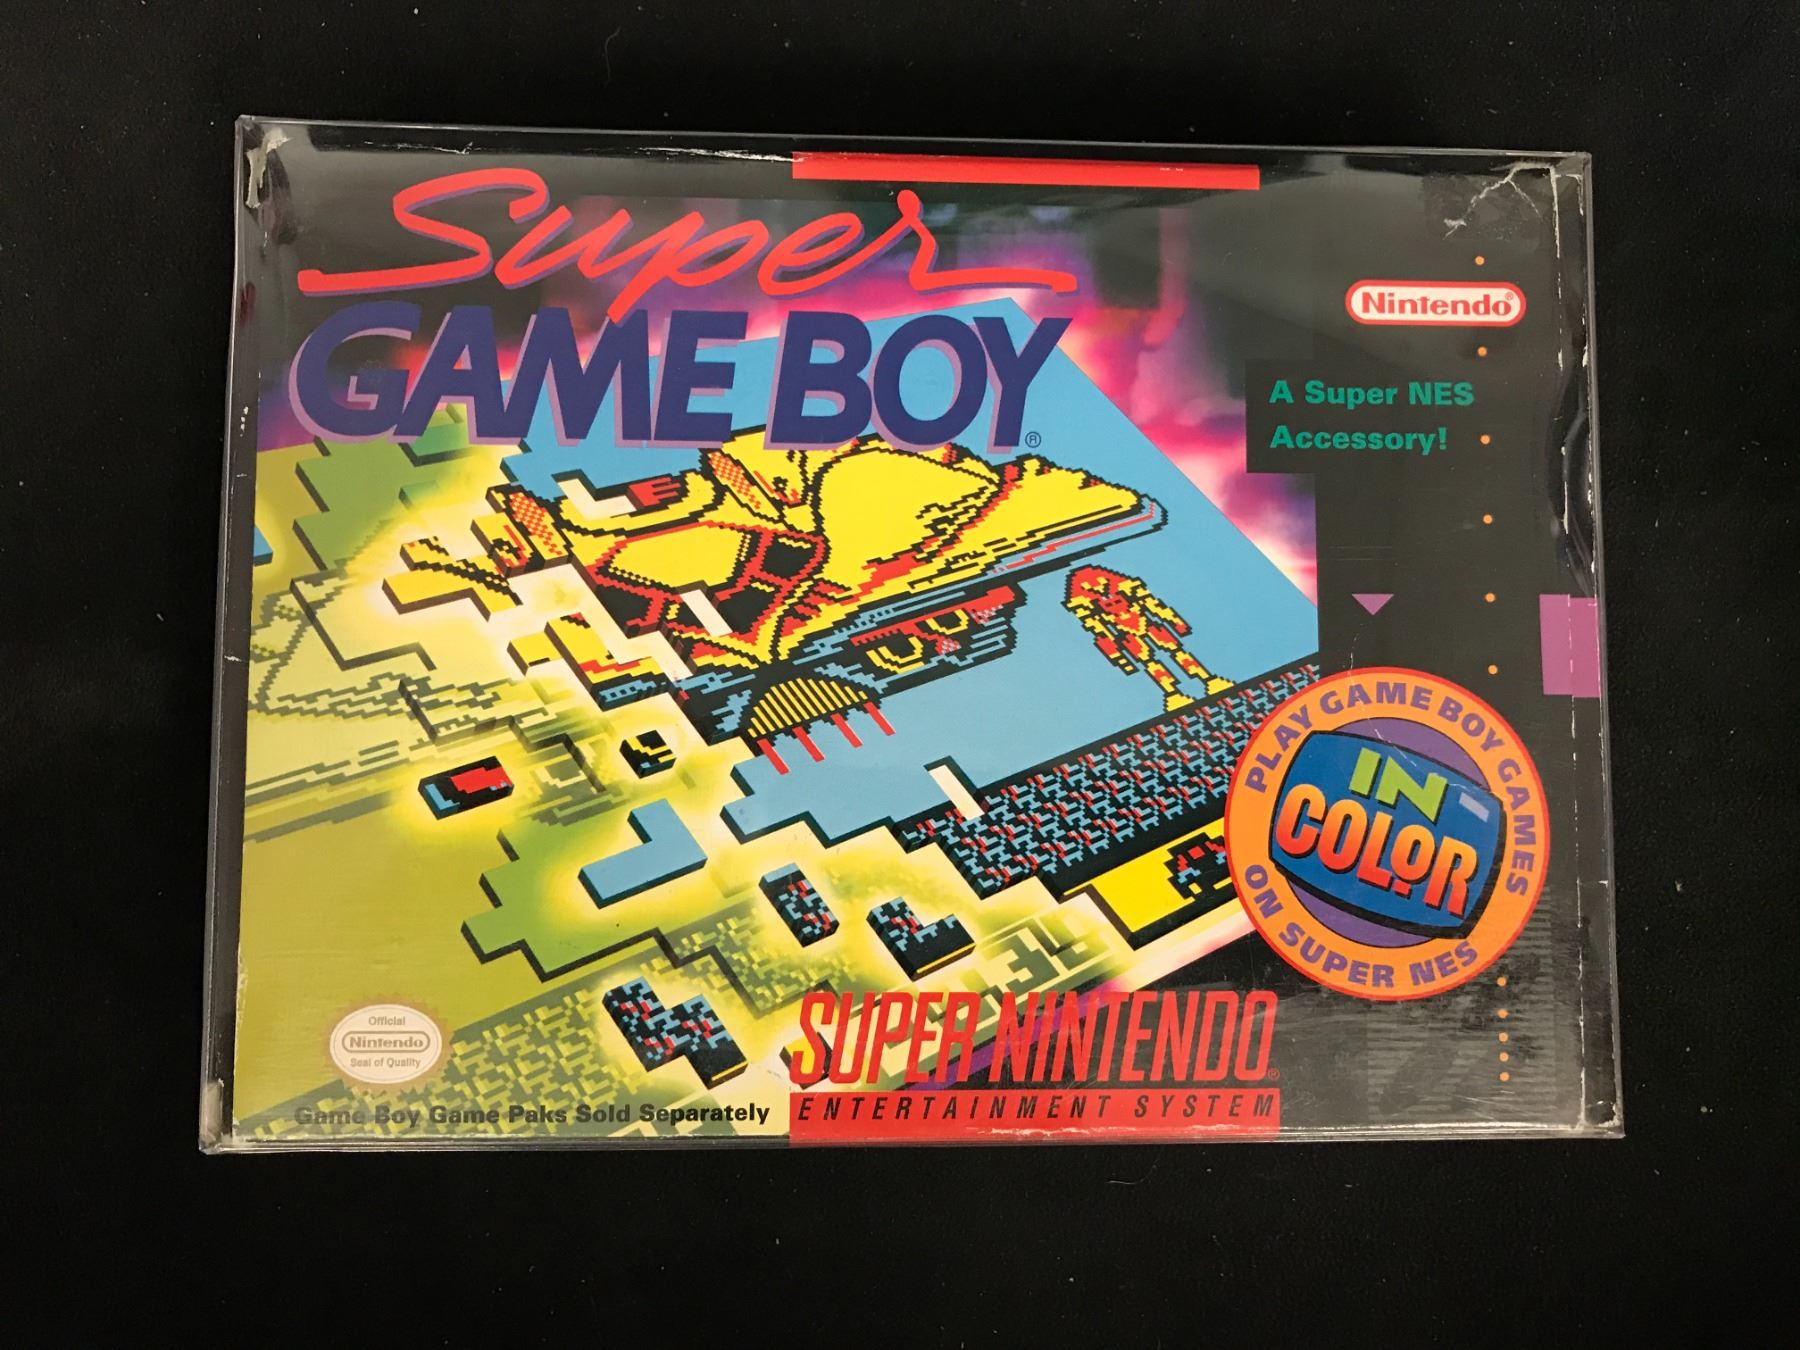 Super
GAME BOY®
Nintendo®
A Super NES
Accessory!
PLAY GAME BOY GAMES
IN
COLOR
ON SUPER NES
Official
Nintendo
Seal of Quality
Game Boy Game Paks Sold Separately
SUPER NINTENDO®
ENTERTAINMENT SYSTEM